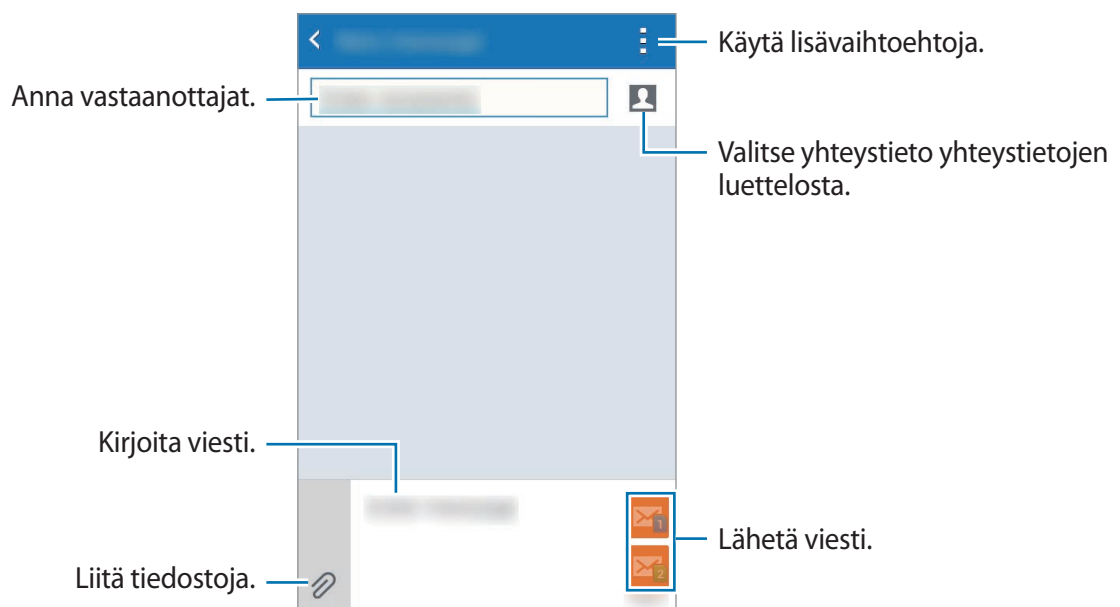 Käytä lisävaihtoehtoja.
Anna vastaanottajat.
Valitse yhteystieto yhteystietojen
luettelosta.
Kirjoita viesti.
1
Lähetä viesti.
2
Liitä tiedostoja.